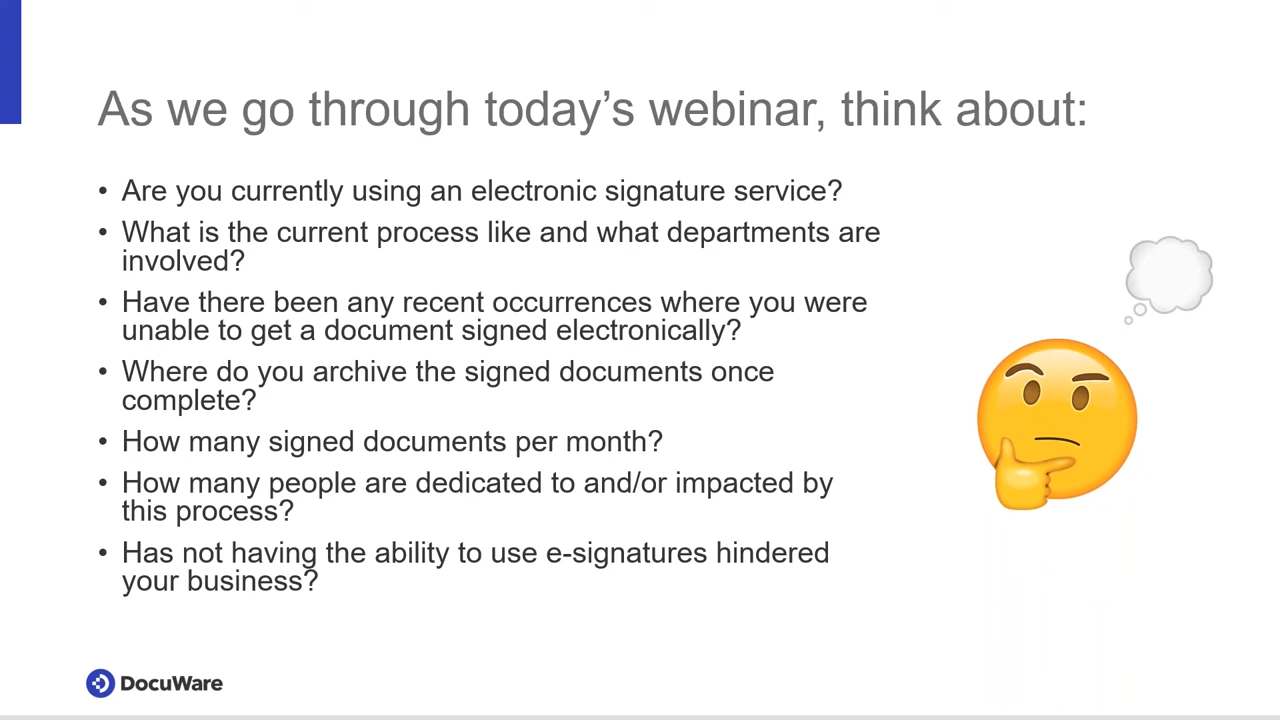 As we go through today’s webinar, think about:
• Are you currently using an electronic signature service?
• What is the current process like and what departments are
involved?
• Have there been any recent occurrences where you were
unable to get a document signed electronically?
• Where do you archive the signed documents once
complete?
• How many signed documents per month?
• How many people are dedicated to and/or impacted by
this process?
• Has not having the ability to use e-signatures hindered
your business?
DocuWare